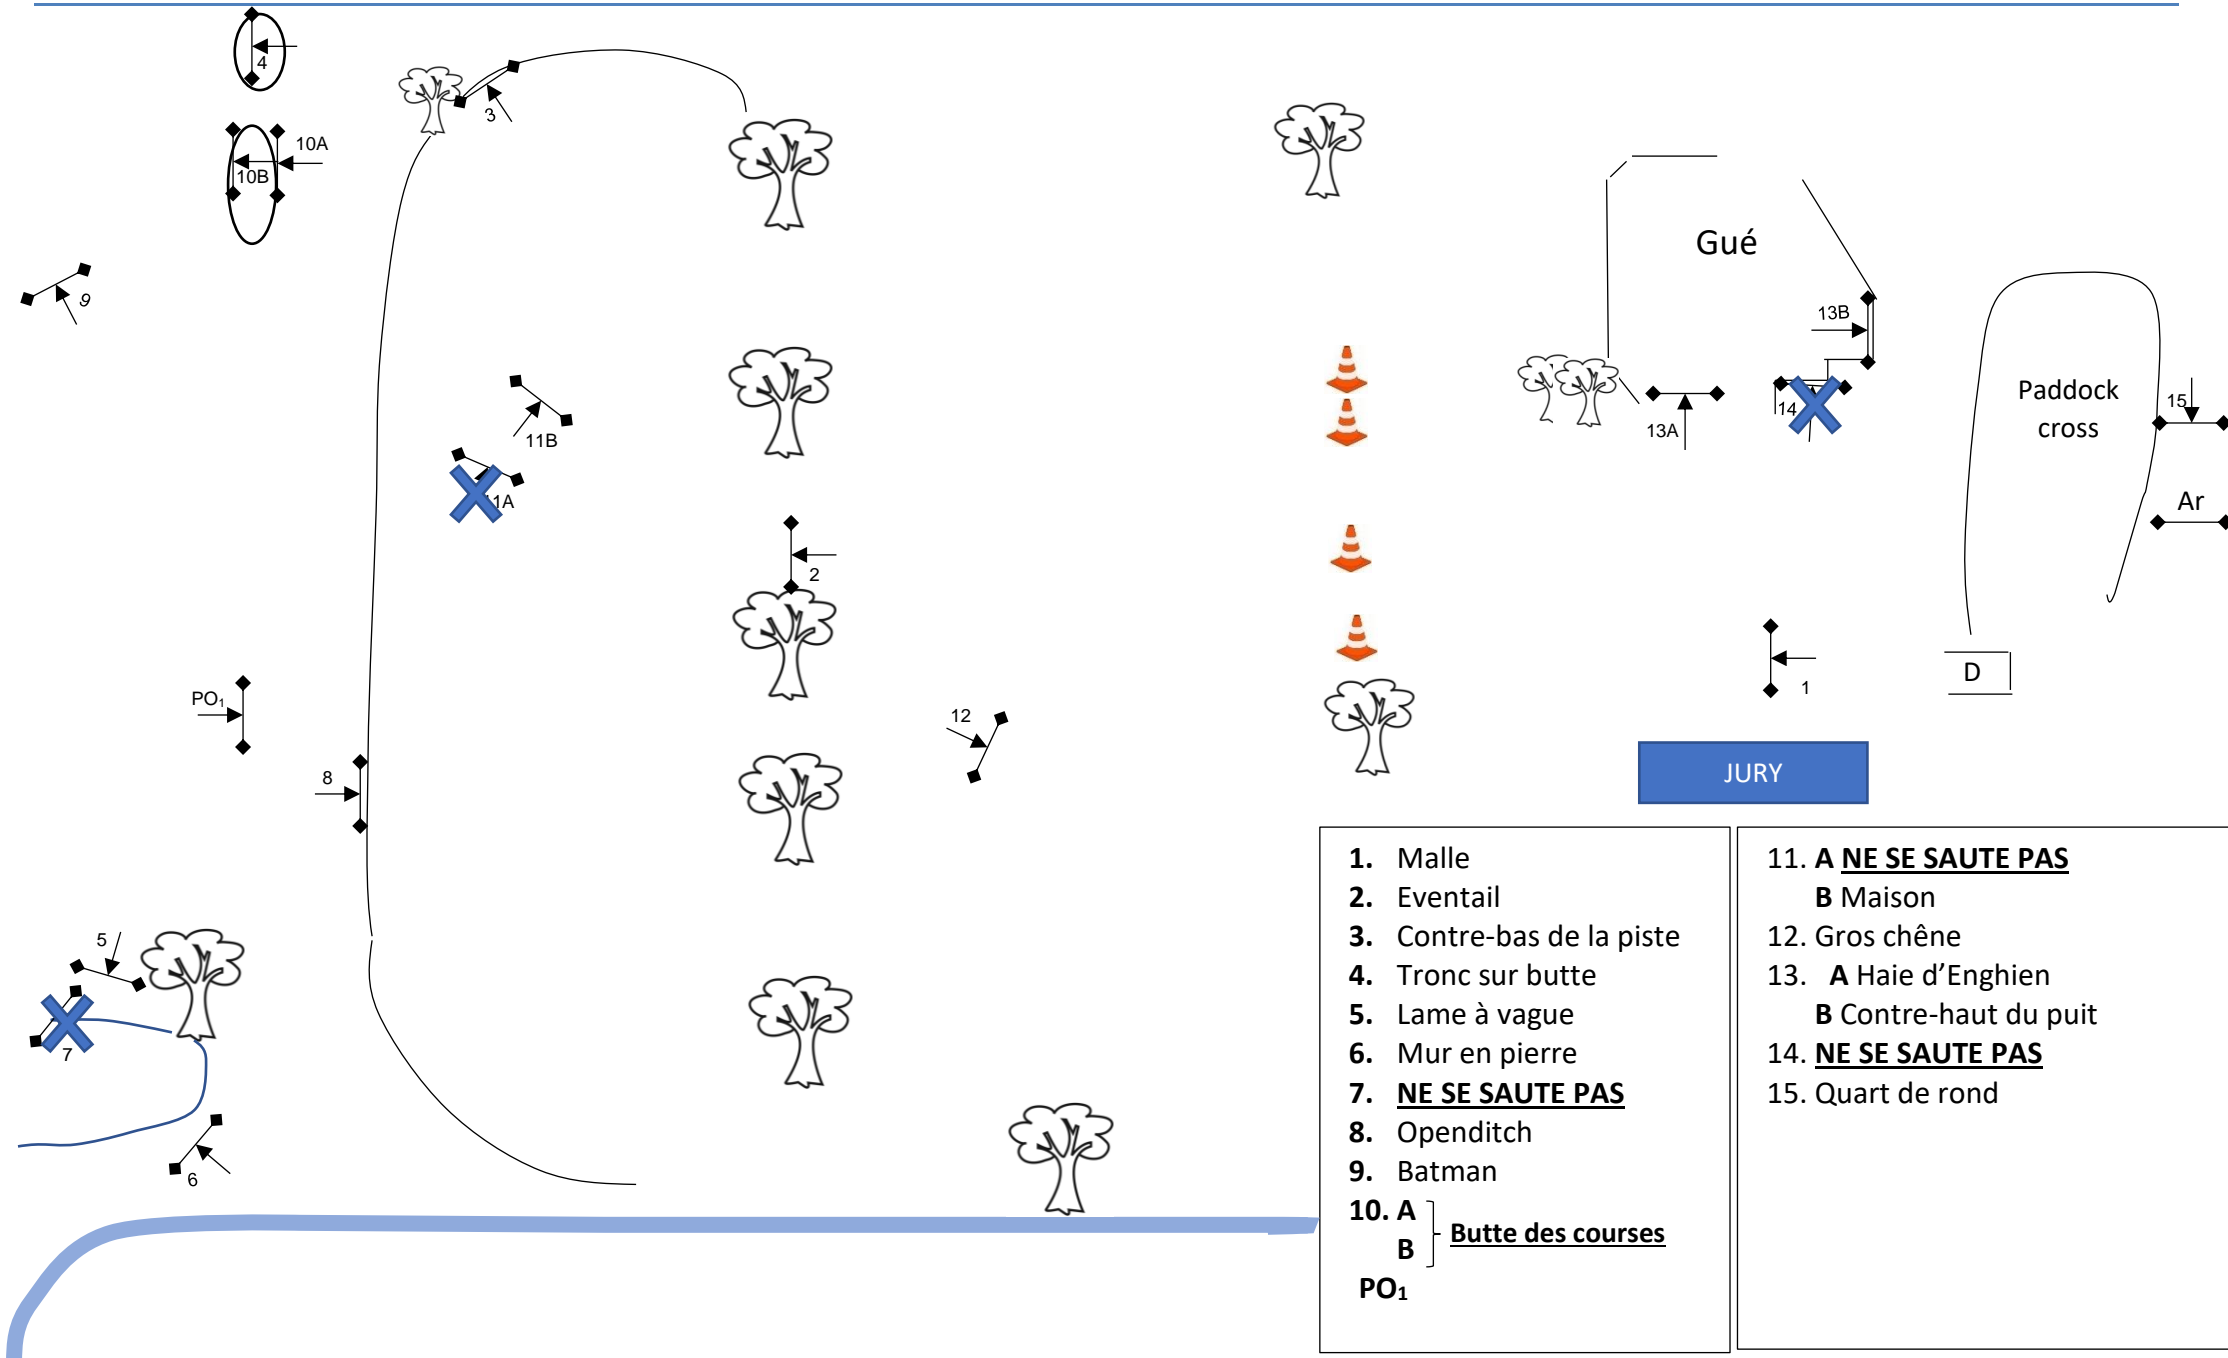 4
3
10A
10B
9
Gué
13B
Paddock
cross
14
15
13A
11B
11A
Ar
2
1
D
PO₁
12
8
JURY
5
7
6
1. Malle
2. Eventail
3. Contre-bas de la piste
4. Tronc sur butte
5. Lame à vague
6. Mur en pierre
7. NE SE SAUTE PAS
8. Openditch
9. Batman
10. A
B
Butte des courses
PO₁
11. A NE SE SAUTE PAS
B Maison
12. Gros chêne
13. A Haie d’Enghien
B Contre-haut du puit
14. NE SE SAUTE PAS
15. Quart de rond